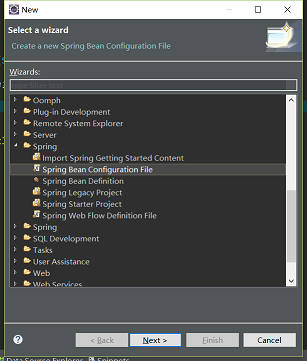 New
Select a wizard
Create a new Spring Bean Configuration File
Wizards:
type filter text
Oomph
Plug-in Development
Remote System Explorer
Server
Spring
Import Spring Getting Started Content
Spring Bean Configuration File
Spring Bean Definition
Spring Legacy Project
Spring Starter Project
Spring Web Flow Definition File
Spring
SQL Development
Tasks
User Assistance
Web
Web Services
? < Back Next > Finish Cancel
Data Source Explorer Snippets